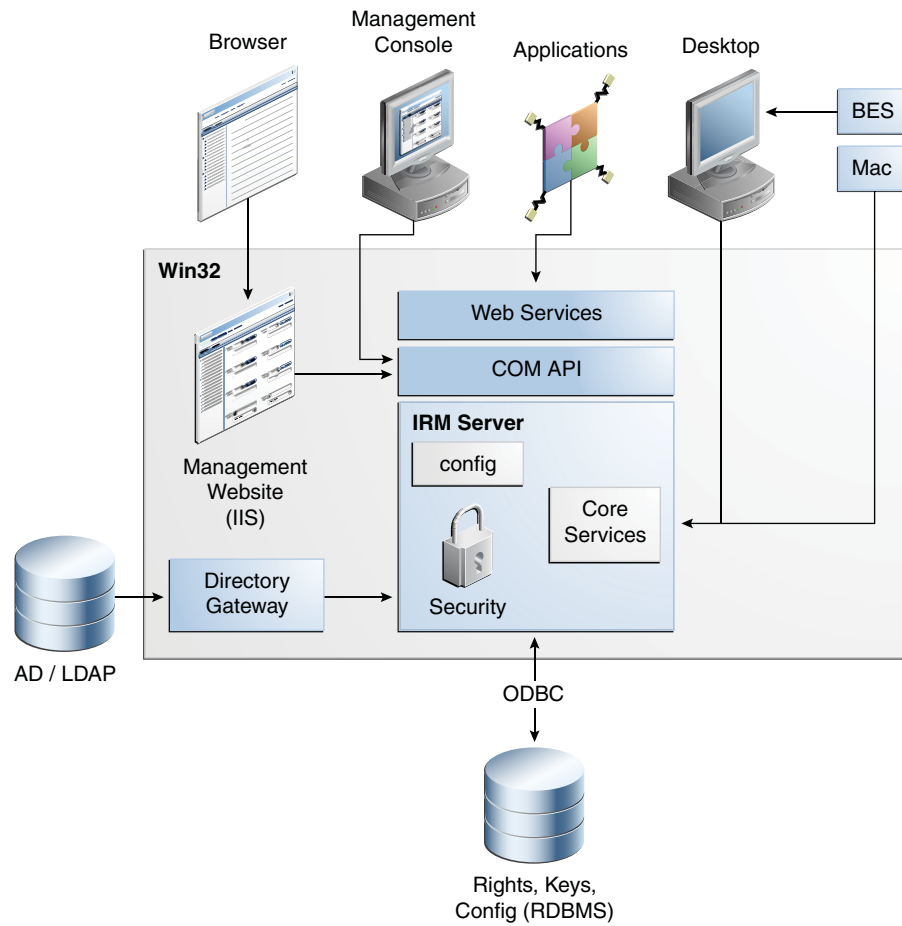 Browser
Management
Console
Applications
Desktop
BES
Mac
Win32
Web Services
COM API
IRM Server
config
Core
Services
Security
Management
Website
(IIS)
Directory
Gateway
AD / LDAP
ODBC
Rights, Keys,
Config (RDBMS)